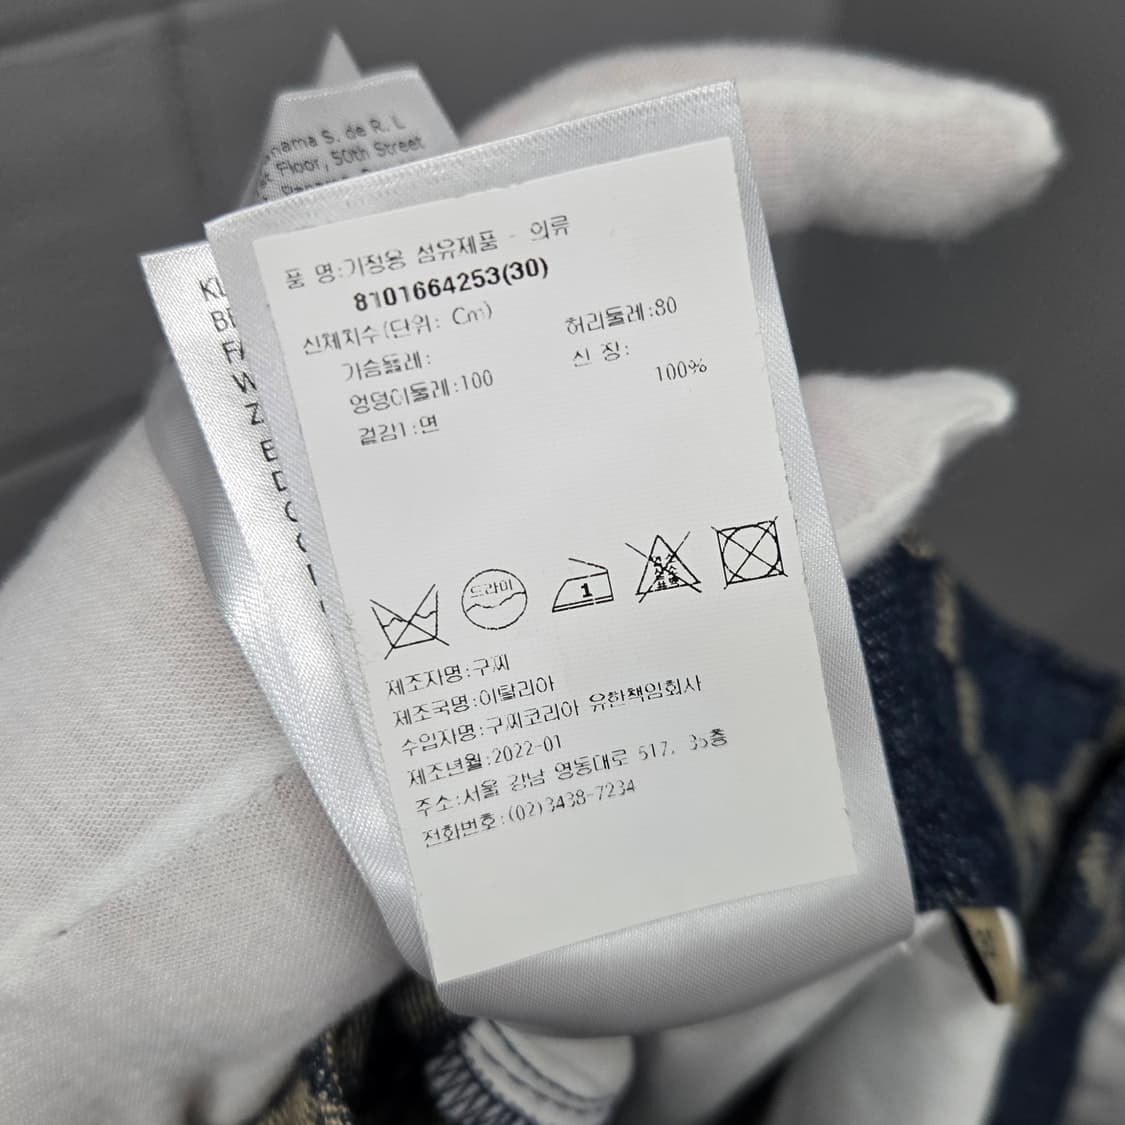 nama S. de R. L
Floor, 50th Street
품 명:가정용 섬유제품 - 의류
8101664253(30)
신체치수(단위: Cm)
허리둘레:80
가슴둘레:
신 장:
엉덩이둘레:100
100%
겉감1:면
드라이
1
제조자명:구찌
제조국명:이탈리아
수입자명:구찌코리아 유한책임회사
제조년월:2022-01
주소:서울 강남 영동대로 517, 35층
전화번호:(02)3438-7234